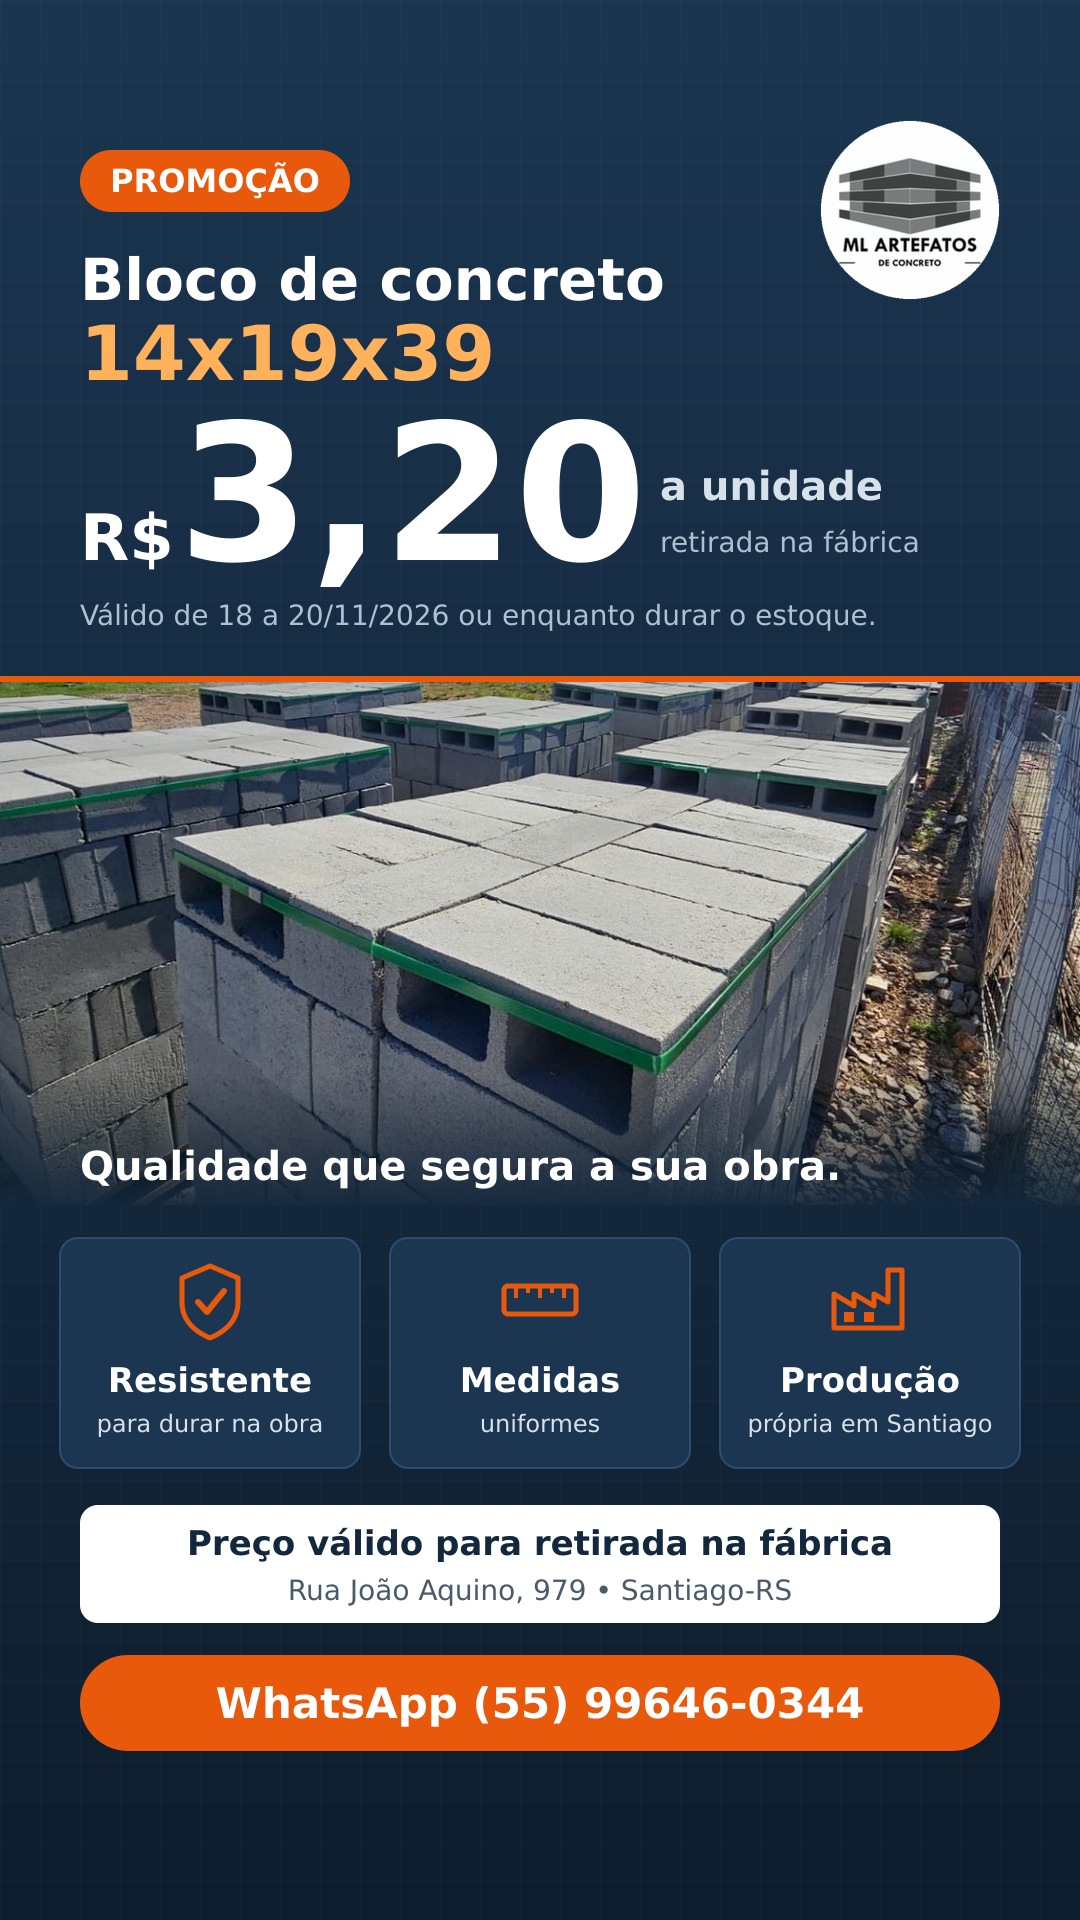 PROMOÇÃO
ML ARTEFATOS
DE CONCRETO
Bloco de concreto
14x19x39
R$ 3,20 a unidade
retirada na fábrica
Válido de 18 a 20/11/2026 ou enquanto durar o estoque.
Qualidade que segura a sua obra.
Resistente
para durar na obra
Medidas
uniformes
Produção
própria em Santiago
Preço válido para retirada na fábrica
Rua João Aquino, 979 • Santiago-RS
WhatsApp (55) 99646-0344